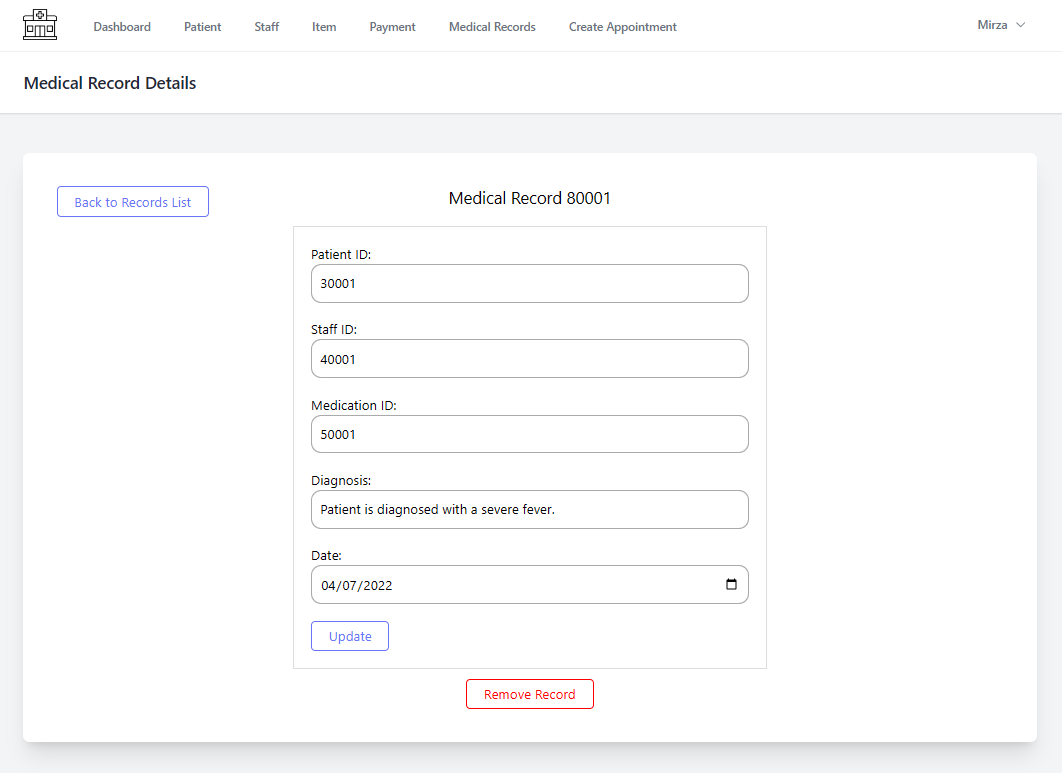 Dashboard Patient Staff Item Payment Medical Records Create Appointment Mirza
Medical Record Details
Back to Records List
Medical Record 80001
Patient ID:
30001
Staff ID:
40001
Medication ID:
50001
Diagnosis:
Patient is diagnosed with a severe fever.
Date:
04/07/2022
Update
Remove Record